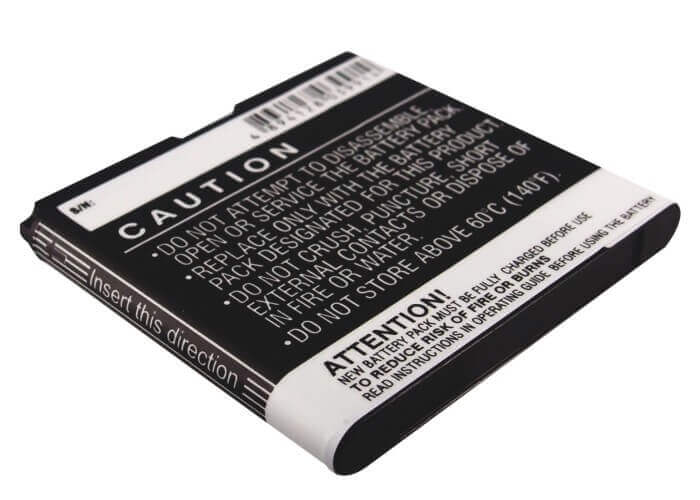 S/N:
CAUTION
• DO NOT ATTEMPT TO DISASSEMBLE,
OPEN OR SERVICE THE BATTERY PACK
• REPLACE ONLY WITH THE BATTERY
PACK DESIGNATED FOR THIS PRODUCT
• DO NOT CRUSH, PUNCTURE, SHORT
EXTERNAL CONTACTS OR DISPOSE OF
IN FIRE OR WATER.
• DO NOT STORE ABOVE 60°C (140°F).
ATTENTION!
NEW BATTERY PACK MUST BE FULLY CHARGED BEFORE USE
TO REDUCE RISK OF FIRE OR BURNS
READ INSTRUCTIONS IN OPERATING GUIDE BEFORE USING THE BATTERY
Insert this direction